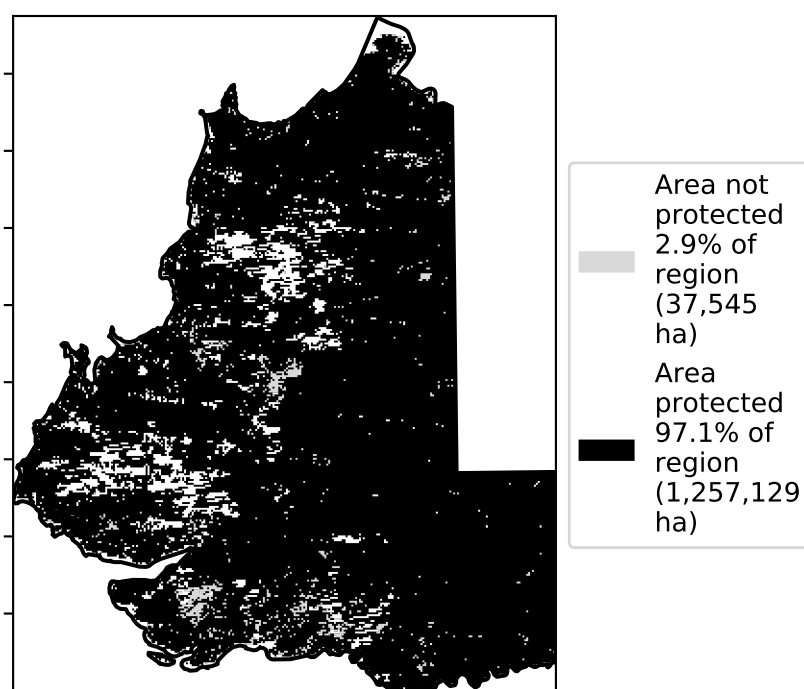 Area not
protected
2.9% of
region
(37,545
ha)
Area
protected
97.1% of
region
(1,257,129
ha)